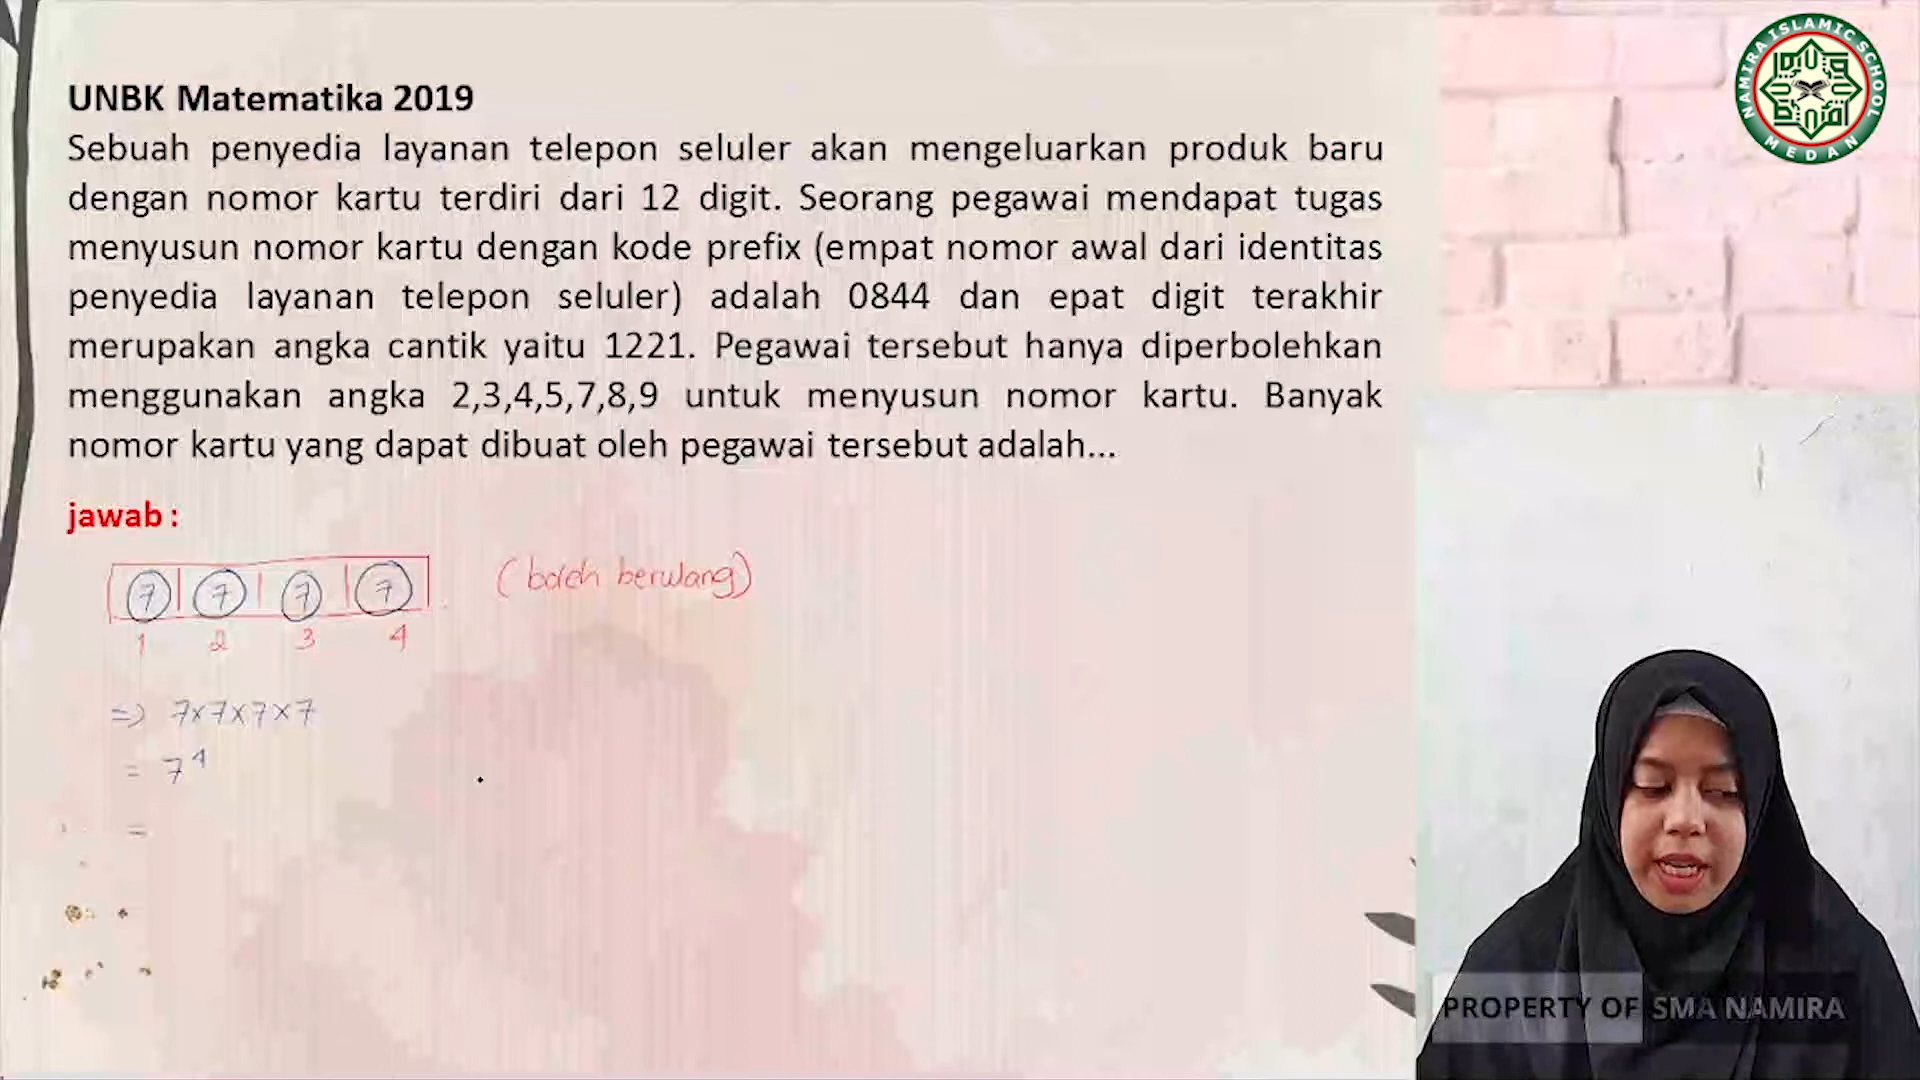 NAMIRA ISLAMIC SCHOOL
MEDAN
UNBK Matematika 2019
Sebuah penyedia layanan telepon seluler akan mengeluarkan produk baru
dengan nomor kartu terdiri dari 12 digit. Seorang pegawai mendapat tugas
menyusun nomor kartu dengan kode prefix (empat nomor awal dari identitas
penyedia layanan telepon seluler) adalah 0844 dan epat digit terakhir
merupakan angka cantik yaitu 1221. Pegawai tersebut hanya diperbolehkan
menggunakan angka 2,3,4,5,7,8,9 untuk menyusun nomor kartu. Banyak
nomor kartu yang dapat dibuat oleh pegawai tersebut adalah...
jawab :
7 7 7 7 (boleh berulang)
1 2 3 4
=> 7x7x7x7
= 7⁴
=
PROPERTY OF SMA NAMIRA